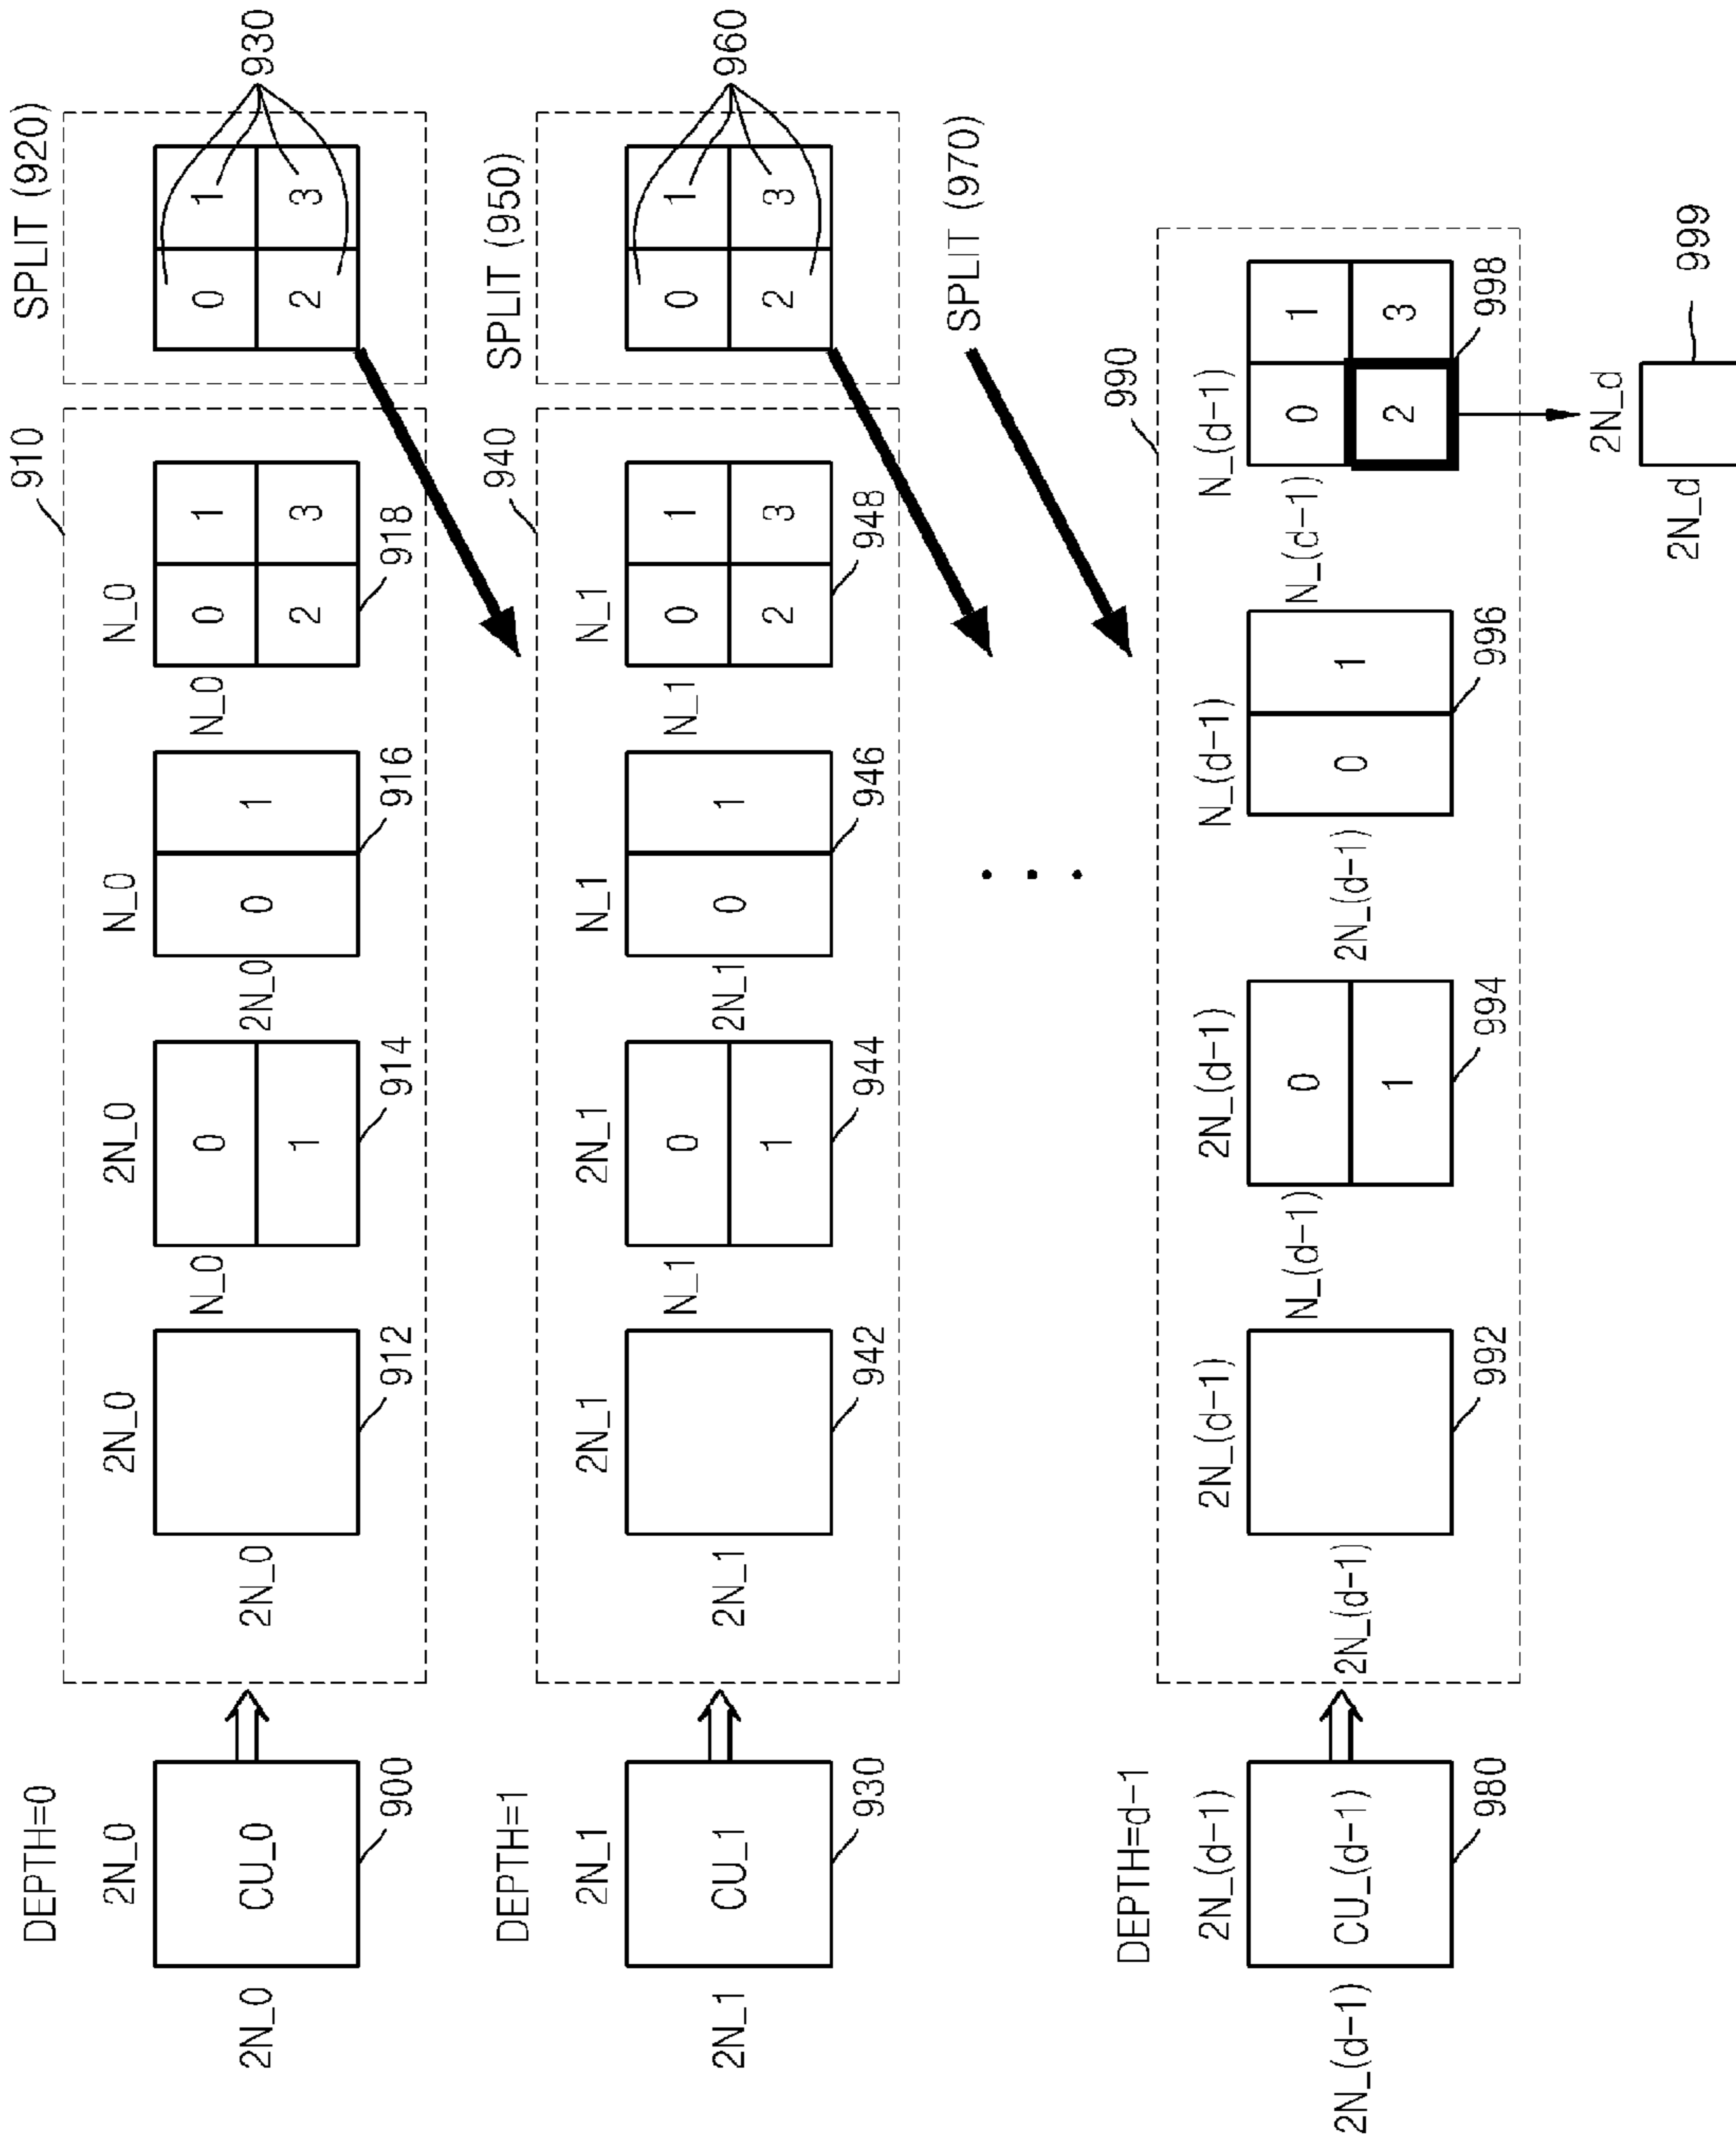 DEPTH=0
2N_0
2N_0
CU_0
900
910
2N_0
2N_0
912
2N_0
N_0
0
1
914
N_0
2N_0
0
1
916
N_0
N_0
0
1
2
3
918
SPLIT (920)
0
1
2
3
930
DEPTH=1
2N_1
2N_1
CU_1
930
940
2N_1
2N_1
942
2N_1
N_1
0
1
944
N_1
2N_1
0
1
946
N_1
N_1
0
1
2
3
948
SPLIT (950)
0
1
2
3
960
SPLIT (970)
DEPTH=d-1
2N_(d-1)
2N_(d-1)
CU_(d-1)
980
990
2N_(d-1)
2N_(d-1)
992
2N_(d-1)
N_(d-1)
0
1
994
N_(d-1)
2N_(d-1)
0
1
996
N_(d-1)
N_(d-1)
0
1
2
3
998
2N_d
2N_d
999